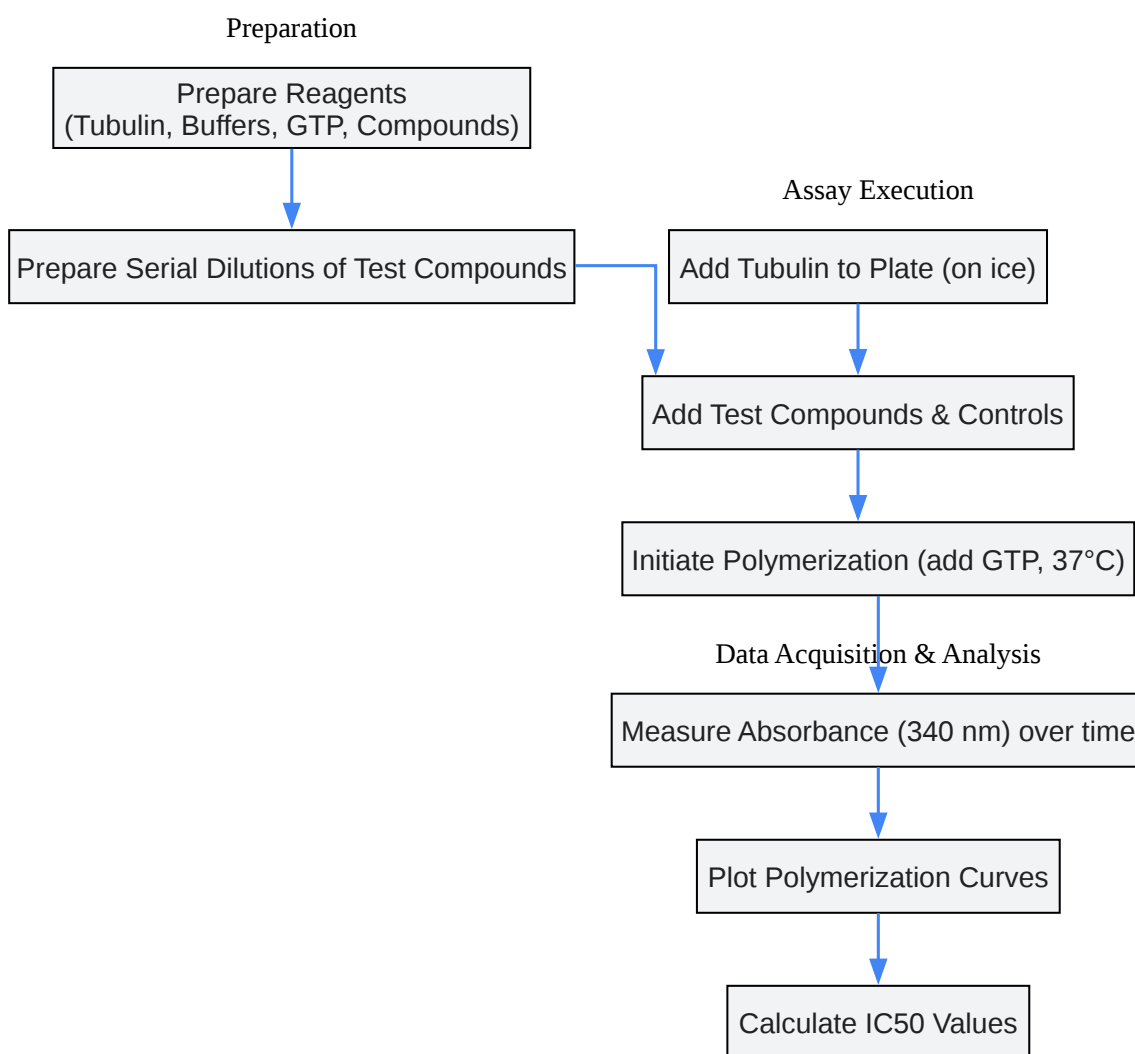 Preparation
Prepare Reagents
(Tubulin, Buffers, GTP, Compounds)
Prepare Serial Dilutions of Test Compounds
Assay Execution
Add Tubulin to Plate (on ice)
Add Test Compounds & Controls
Initiate Polymerization (add GTP, 37°C)
Data Acquisition & Analysis
Measure Absorbance (340 nm) over time
Plot Polymerization Curves
Calculate IC50 Values